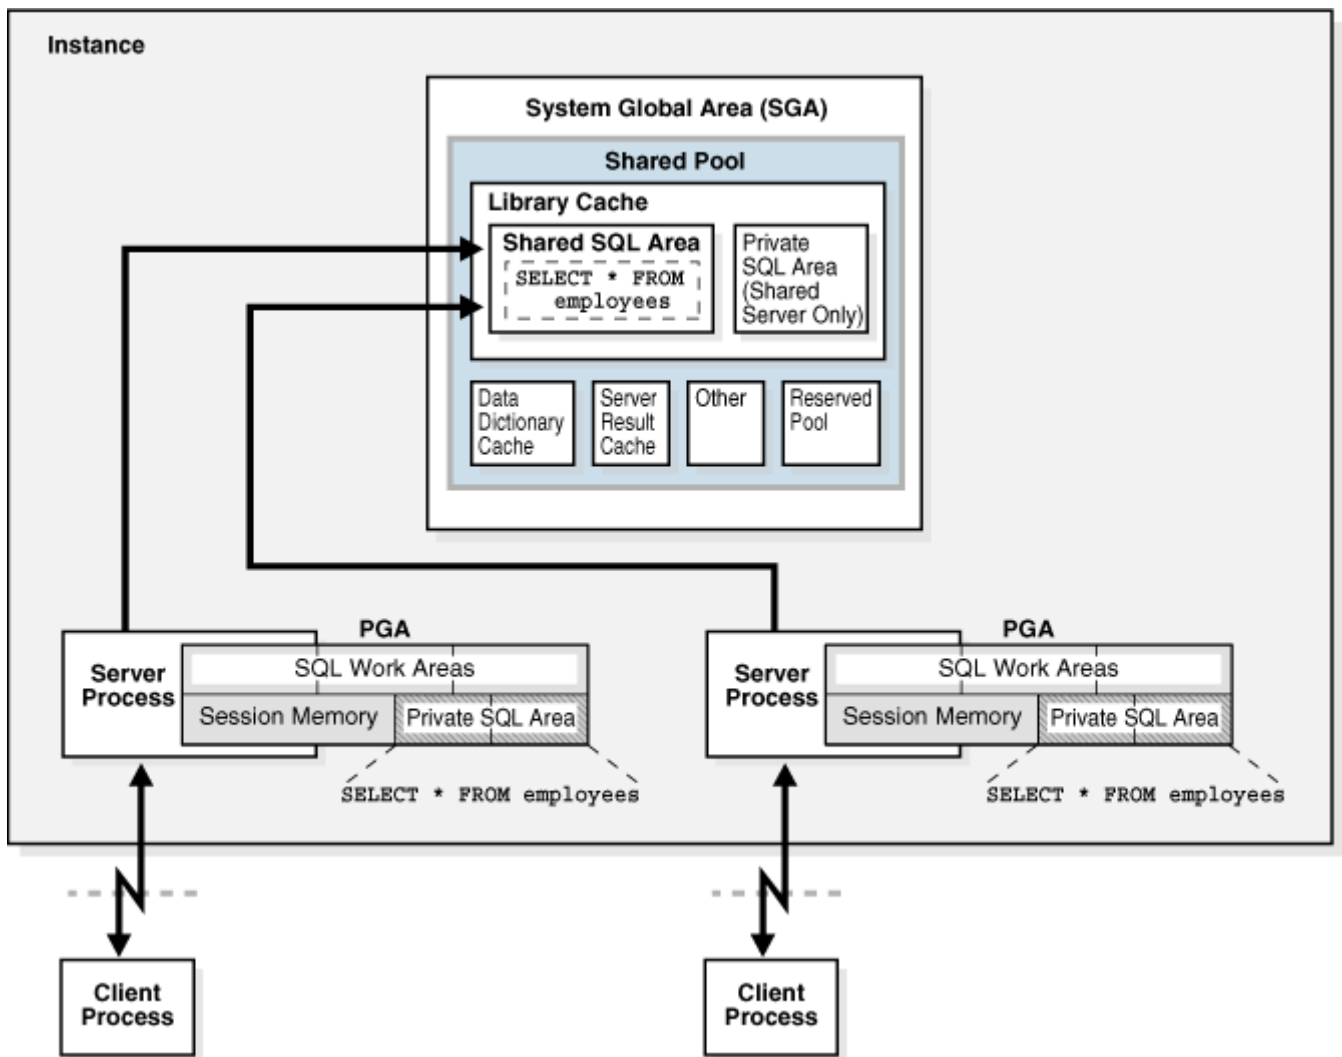 Instance
System Global Area (SGA)
Shared Pool
Library Cache
Shared SQL Area
SELECT * FROM
employees
Private
SQL Area
(Shared
Server Only)
Data
Dictionary
Cache
Server
Result
Cache
Other
Reserved
Pool
PGA
Server
Process
SQL Work Areas
Session Memory
Private SQL Area
SELECT * FROM employees
PGA
Server
Process
SQL Work Areas
Session Memory
Private SQL Area
SELECT * FROM employees
Client
Process
Client
Process